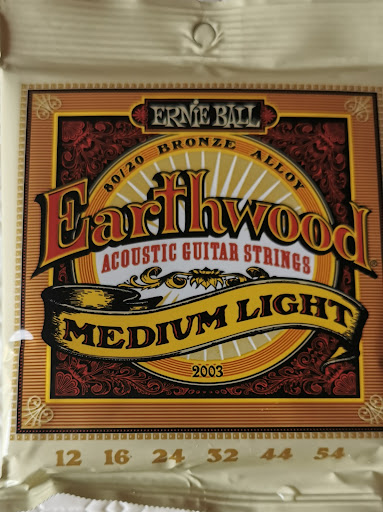 ERNIE BALL
80/20 BRONZE ALLOY
Earthwood
ACOUSTIC GUITAR STRINGS
MEDIUM LIGHT
2003
12 16 24 32 44 54